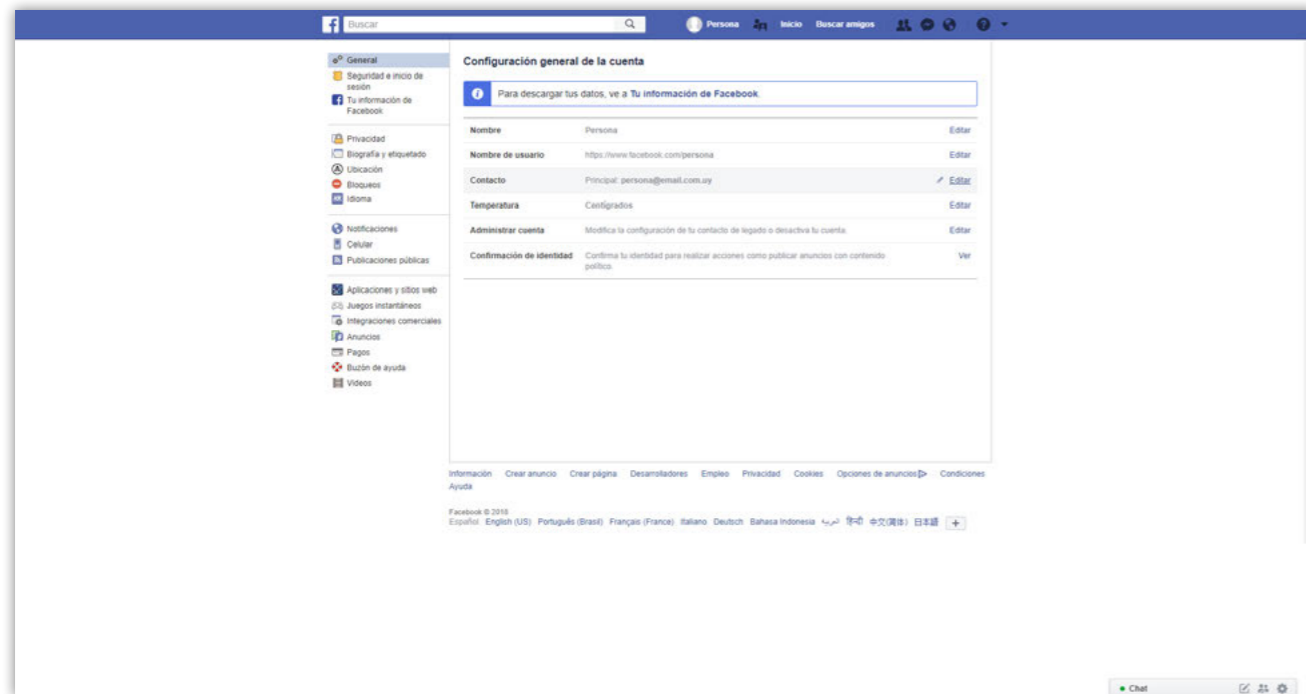 Buscar
Persona Inicio Buscar amigos
General
Seguridad e inicio de
sesión
Tu información de
Facebook
Privacidad
Biografía y etiquetado
Ubicación
Bloqueos
Idioma
Notificaciones
Celular
Publicaciones públicas
Aplicaciones y sitios web
Juegos instantáneos
Integraciones comerciales
Anuncios
Pagos
Buzón de ayuda
Videos
Configuración general de la cuenta
Para descargar tus datos, ve a Tu información de Facebook.
Nombre Persona Editar
Nombre de usuario https://www.facebook.com/persona Editar
Contacto Principal: persona@email.com.uy Editar
Temperatura Centígrados Editar
Administrar cuenta Modifica la configuración de tu contacto de legado o desactiva tu cuenta. Editar
Confirmación de identidad Confirma tu identidad para realizar acciones como publicar anuncios con contenido Ver
político.
Información Crear anuncio Crear página Desarrolladores Empleo Privacidad Cookies Opciones de anuncios Condiciones
Ayuda
Facebook © 2018
Español English (US) Português (Brasil) Français (France) Italiano Deutsch Bahasa Indonesia العربية हिन्दी 中文(简体) 日本語 +
Chat